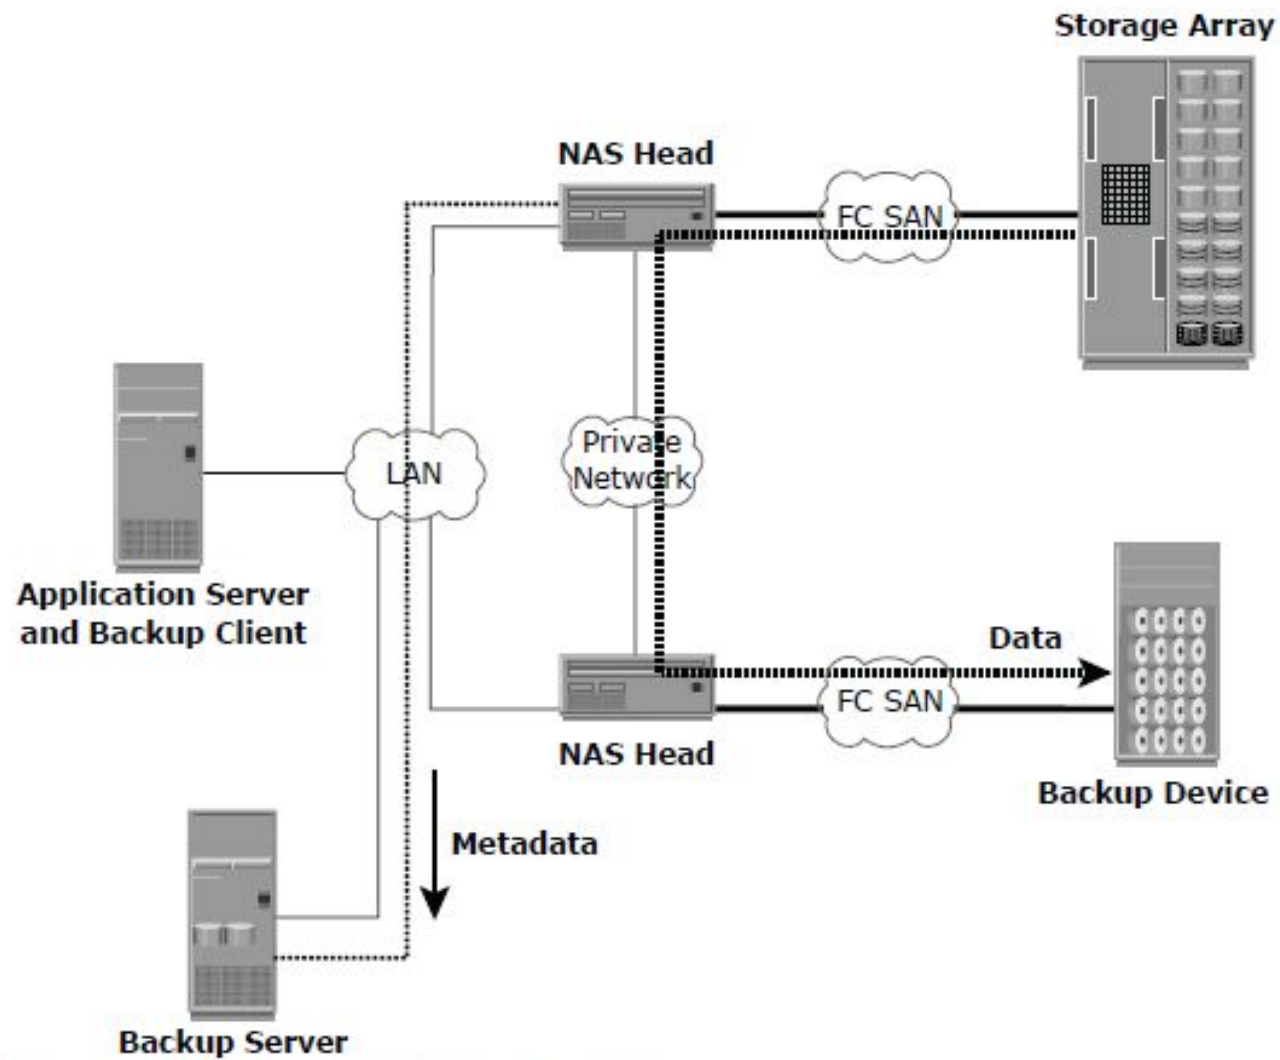 Storage Array
NAS Head
FC SAN
LAN
Private
Network
Application Server
and Backup Client
Data
FC SAN
NAS Head
Backup Device
Metadata
Backup Server